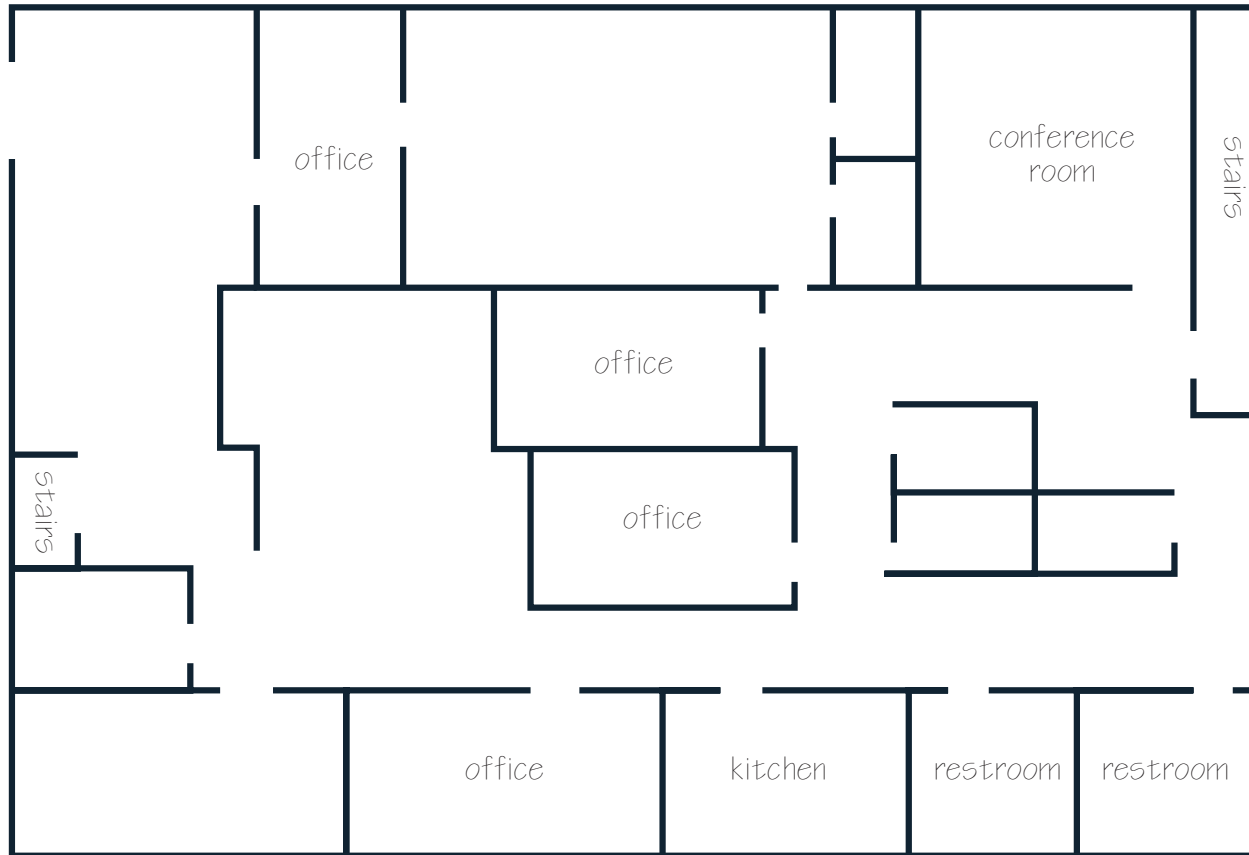 office
conference
room
stairs
office
stairs
office
office
kitchen
restroom
restroom